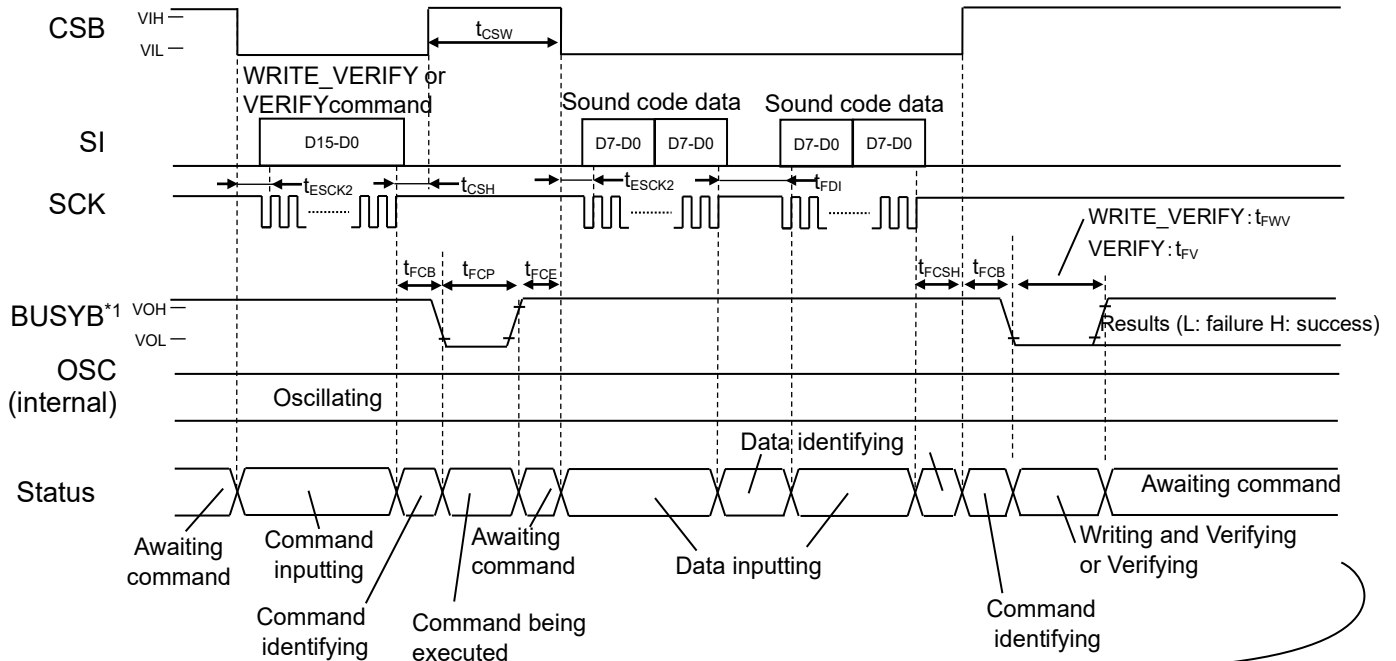 CSB
VIH
VIL
tCSW
WRITE_VERIFY or
VERIFYcommand
Sound code data
Sound code data
SI
D15-D0
D7-D0
D7-D0
D7-D0
D7-D0
tESCK2
tCSH
tESCK2
tFDI
SCK
WRITE_VERIFY:tFWV
VERIFY:tFV
tFCB
tFCP
tFCE
tFCSH
tFCB
BUSYB*1
VOH
VOL
Results (L: failure H: success)
OSC
(internal)
Oscillating
Data identifying
Status
Awaiting command
Awaiting
command
Command
inputting
Command
identifying
Command being
executed
Awaiting
command
Data inputting
Command
identifying
Writing and Verifying
or Verifying